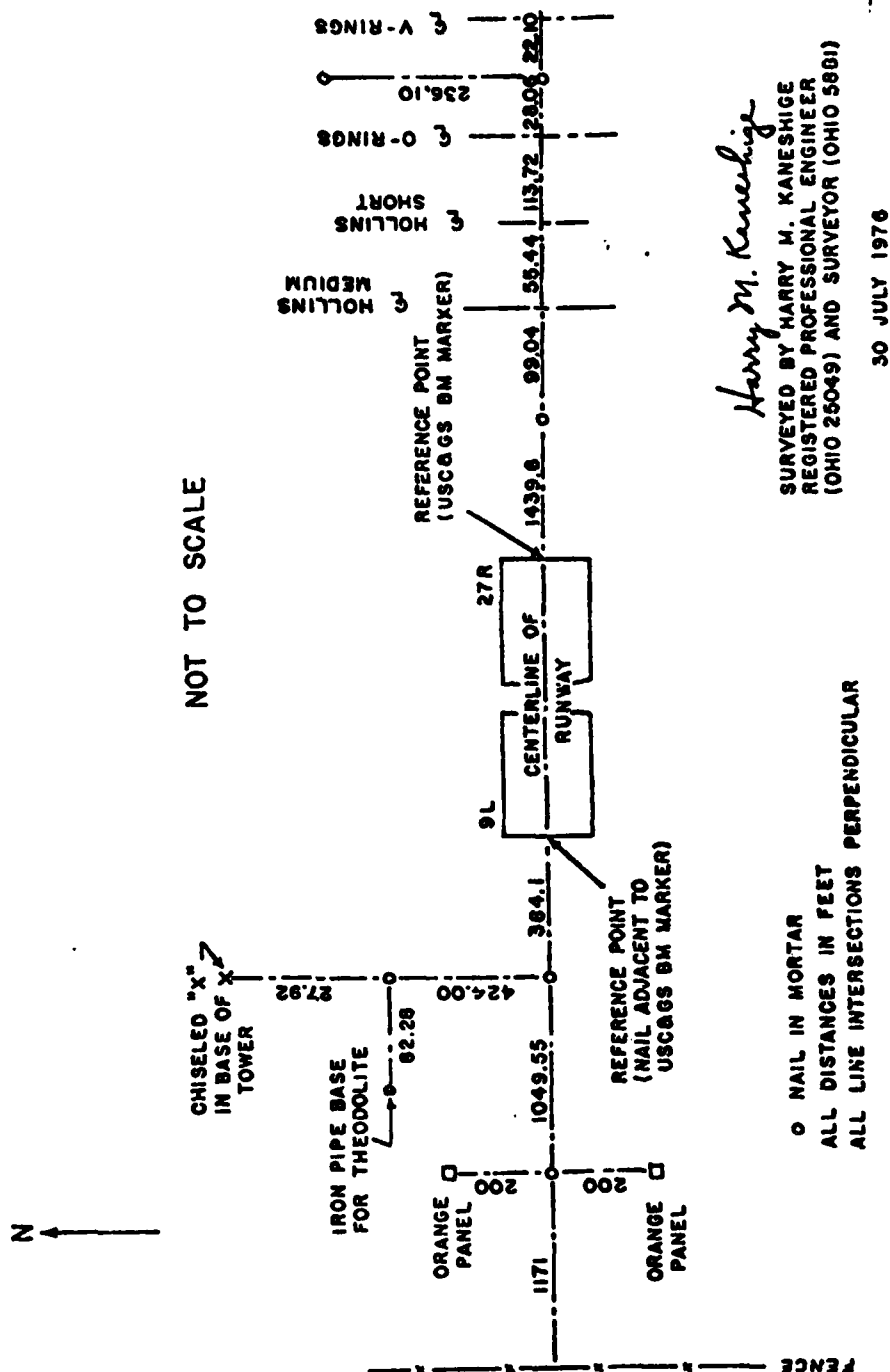 N
NOT TO SCALE
CHISELED "X"
IN BASE OF
TOWER
27.92
424.00
62.28
IRON PIPE BASE
FOR THEODOLITE
ORANGE
PANEL
200
200
ORANGE
PANEL
FENCE
1171
1049.55
384.1
REFERENCE POINT
(NAIL ADJACENT TO
USC&GS BM MARKER)
9L
27R
CENTERLINE OF
RUNWAY
REFERENCE POINT
(USC&GS BM MARKER)
1439.8
99.04
55.44
113.72
28.06
22.10
HOLLINS
MEDIUM
HOLLINS
SHORT
O-RINGS
236.10
V-RINGS
O NAIL IN MORTAR
ALL DISTANCES IN FEET
ALL LINE INTERSECTIONS PERPENDICULAR
Harry M. Kaneshige
SURVEYED BY HARRY M. KANESHIGE
REGISTERED PROFESSIONAL ENGINEER
(OHIO 25049) AND SURVEYOR (OHIO 5881)
30 JULY 1976